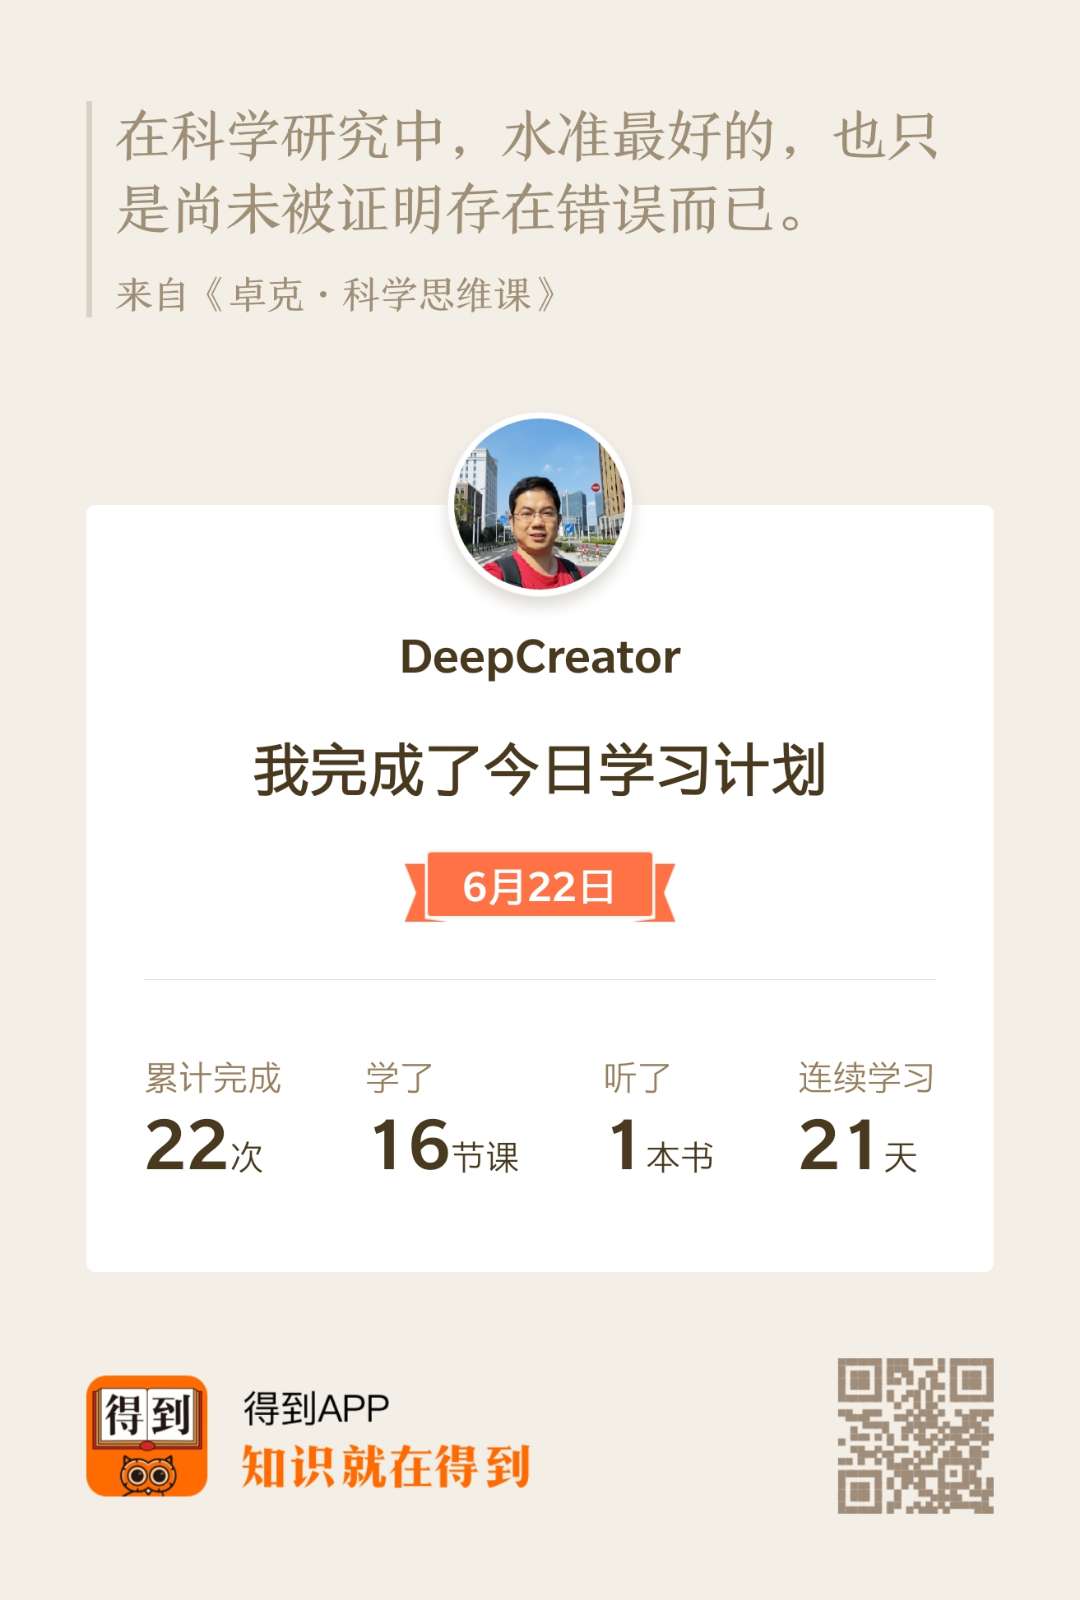 在科学研究中，水准最好的，也只
是尚未被证明存在错误而已。
来自《卓克·科学思维课》
DeepCreator
我完成了今日学习计划
6月22日
累计完成 学了 听了 连续学习
22次 16节课 1本书 21天
得到
得到APP
知识就在得到